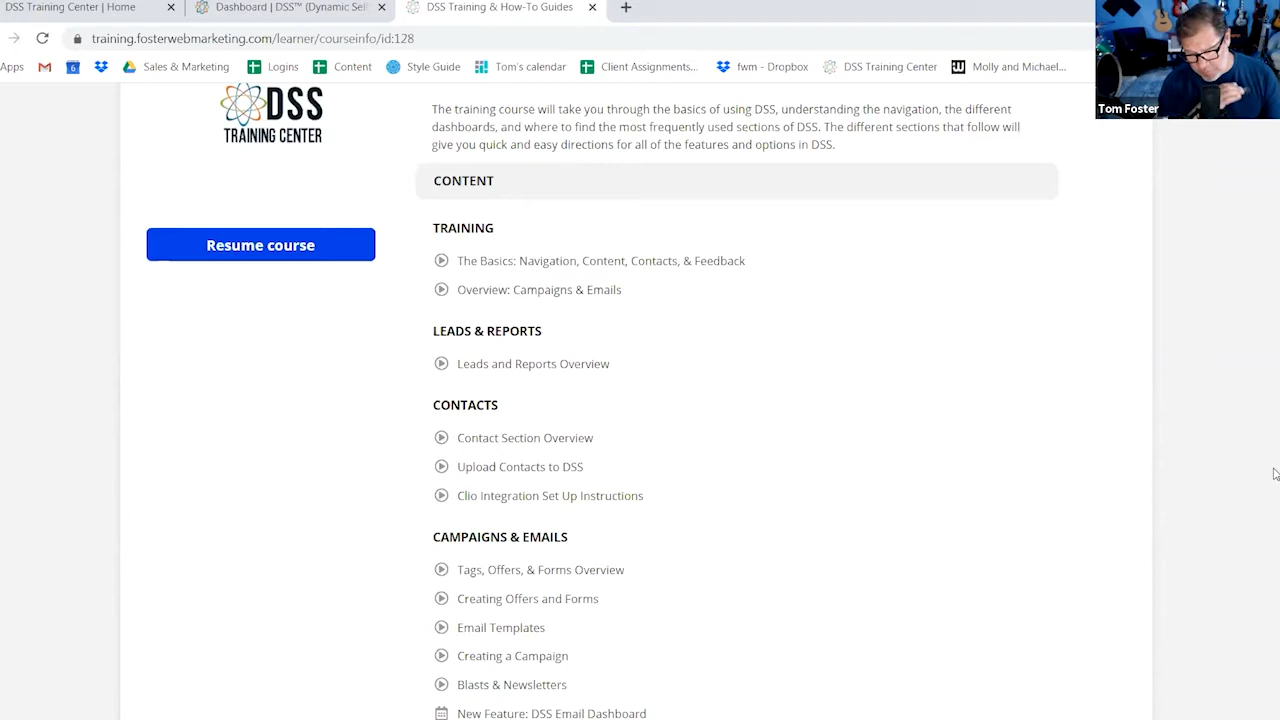 DSS Training Center | Home
Dashboard | DSS™ (Dynamic Sel
DSS Training & How-To Guides
training.fosterwebmarketing.com/learner/courseinfo/id:128
Apps
6
Sales & Marketing
Logins
Content
Style Guide
Tom's calendar
Client Assignments...
fwm - Dropbox
DSS Training Center
Molly and Michael...
Tom Foster
DSS
TRAINING CENTER
The training course will take you through the basics of using DSS, understanding the navigation, the different
dashboards, and where to find the most frequently used sections of DSS. The different sections that follow will
give you quick and easy directions for all of the features and options in DSS.
CONTENT
Resume course
TRAINING
The Basics: Navigation, Content, Contacts, & Feedback
Overview: Campaigns & Emails
LEADS & REPORTS
Leads and Reports Overview
CONTACTS
Contact Section Overview
Upload Contacts to DSS
Clio Integration Set Up Instructions
CAMPAIGNS & EMAILS
Tags, Offers, & Forms Overview
Creating Offers and Forms
Email Templates
Creating a Campaign
Blasts & Newsletters
New Feature: DSS Email Dashboard